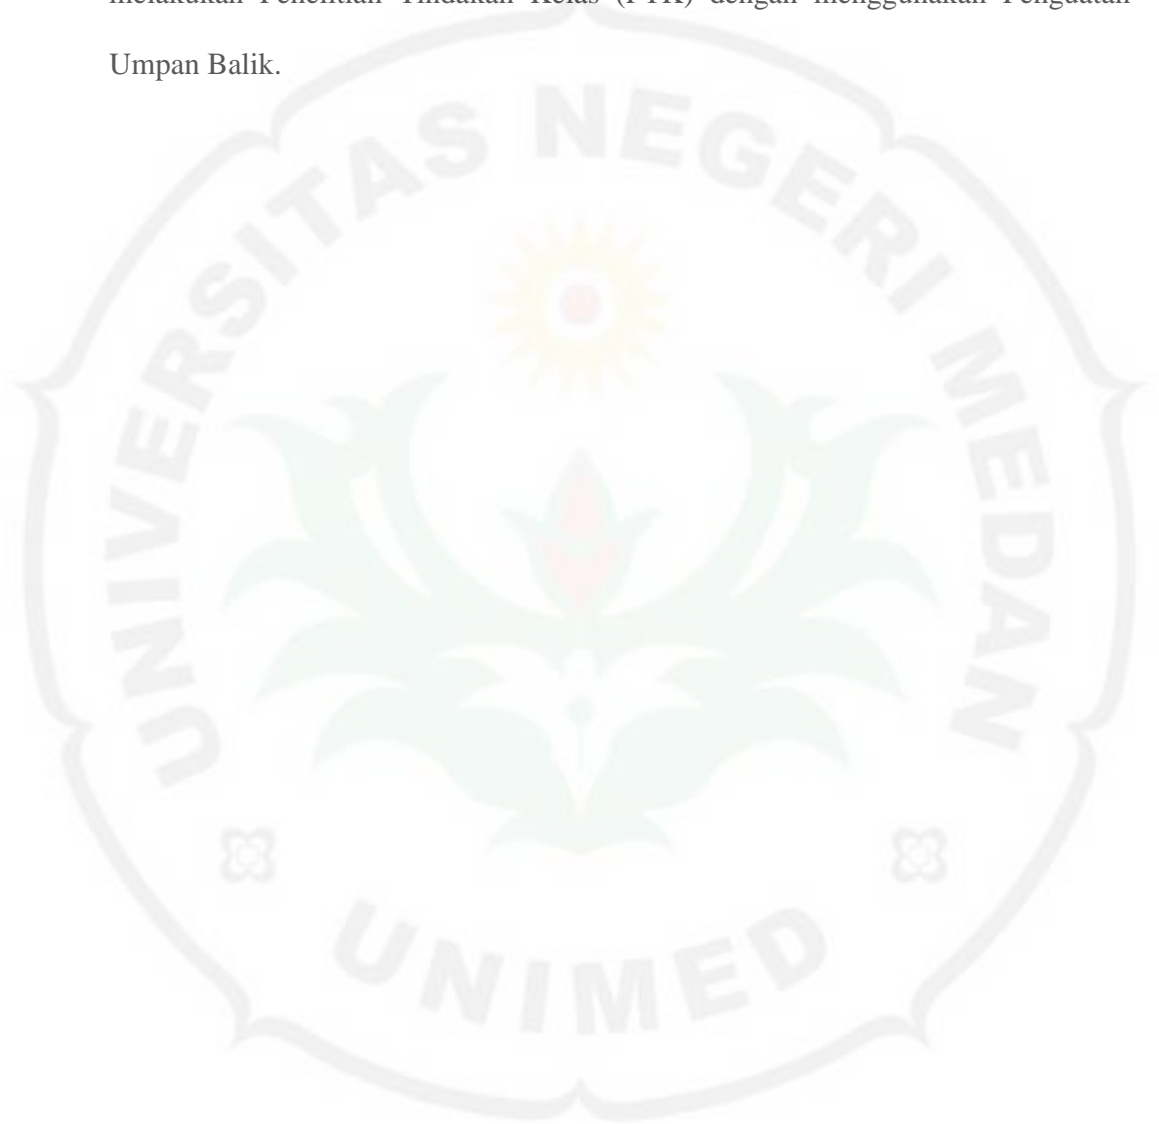 melakukan Penelitian Tindakan Kelas (PTK) dengan menggunakan Penguatan
Umpan Balik.
UNIVERSITAS NEGERI MEDAN
UNIMED